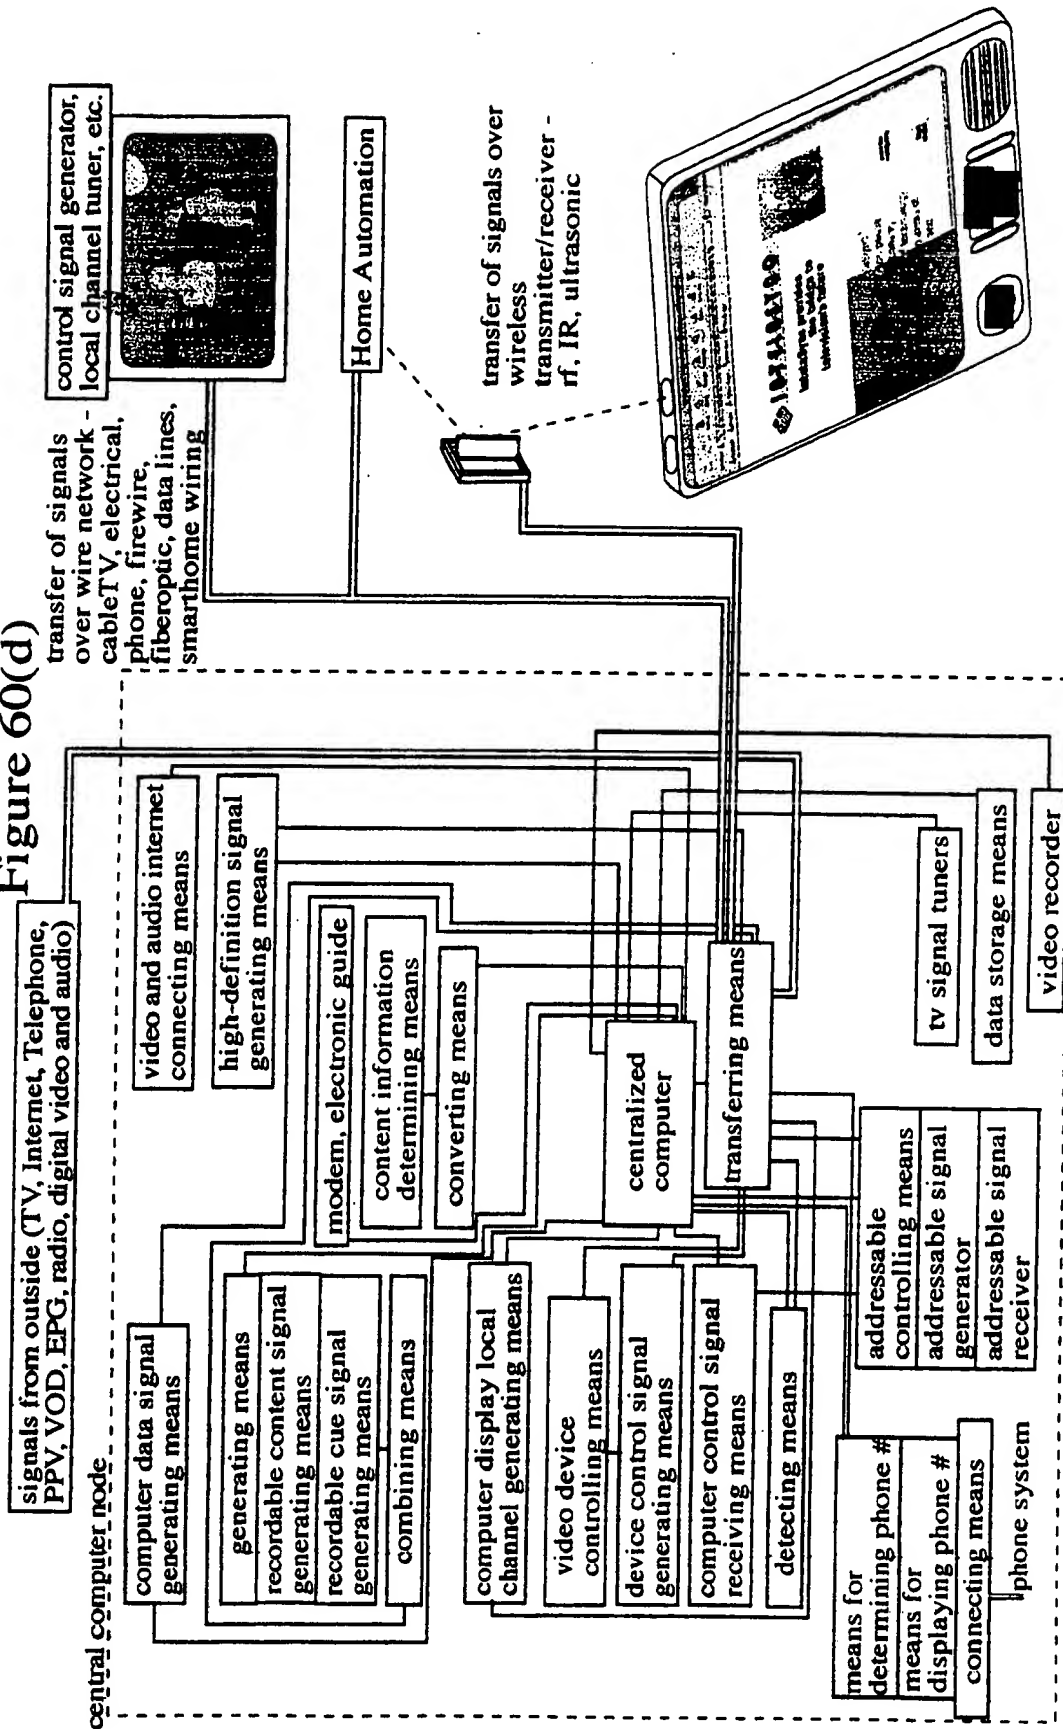 Figure 60(d)
signals from outside (TV, Internet, Telephone,
PPV, VOD, EPG, radio, digital video and audio)
central computer node
computer data signal
generating means
generating means
recordable content signal
generating means
recordable cue signal
generating means
combining means
computer display local
channel generating means
video device
controlling means
device control signal
generating means
computer control signal
receiving means
detecting means
means for
determining phone #
means for
displaying phone #
connecting means
phone system
video and audio internet
connecting means
high-definition signal
generating means
modem, electronic guide
content information
determining means
converting means
centralized
computer
transferring means
addressable
controlling means
addressable signal
generator
addressable signal
receiver
tv signal tuners
data storage means
video recorder
transfer of signals
over wire network -
cableTV, electrical,
phone, firewire,
fiberoptic, data lines,
smarthome wiring
control signal generator,
local channel tuner, etc.
Home Automation
transfer of signals over
wireless
transmitter/receiver -
rf, IR, ultrasonic
provides
the bridge to
television's future